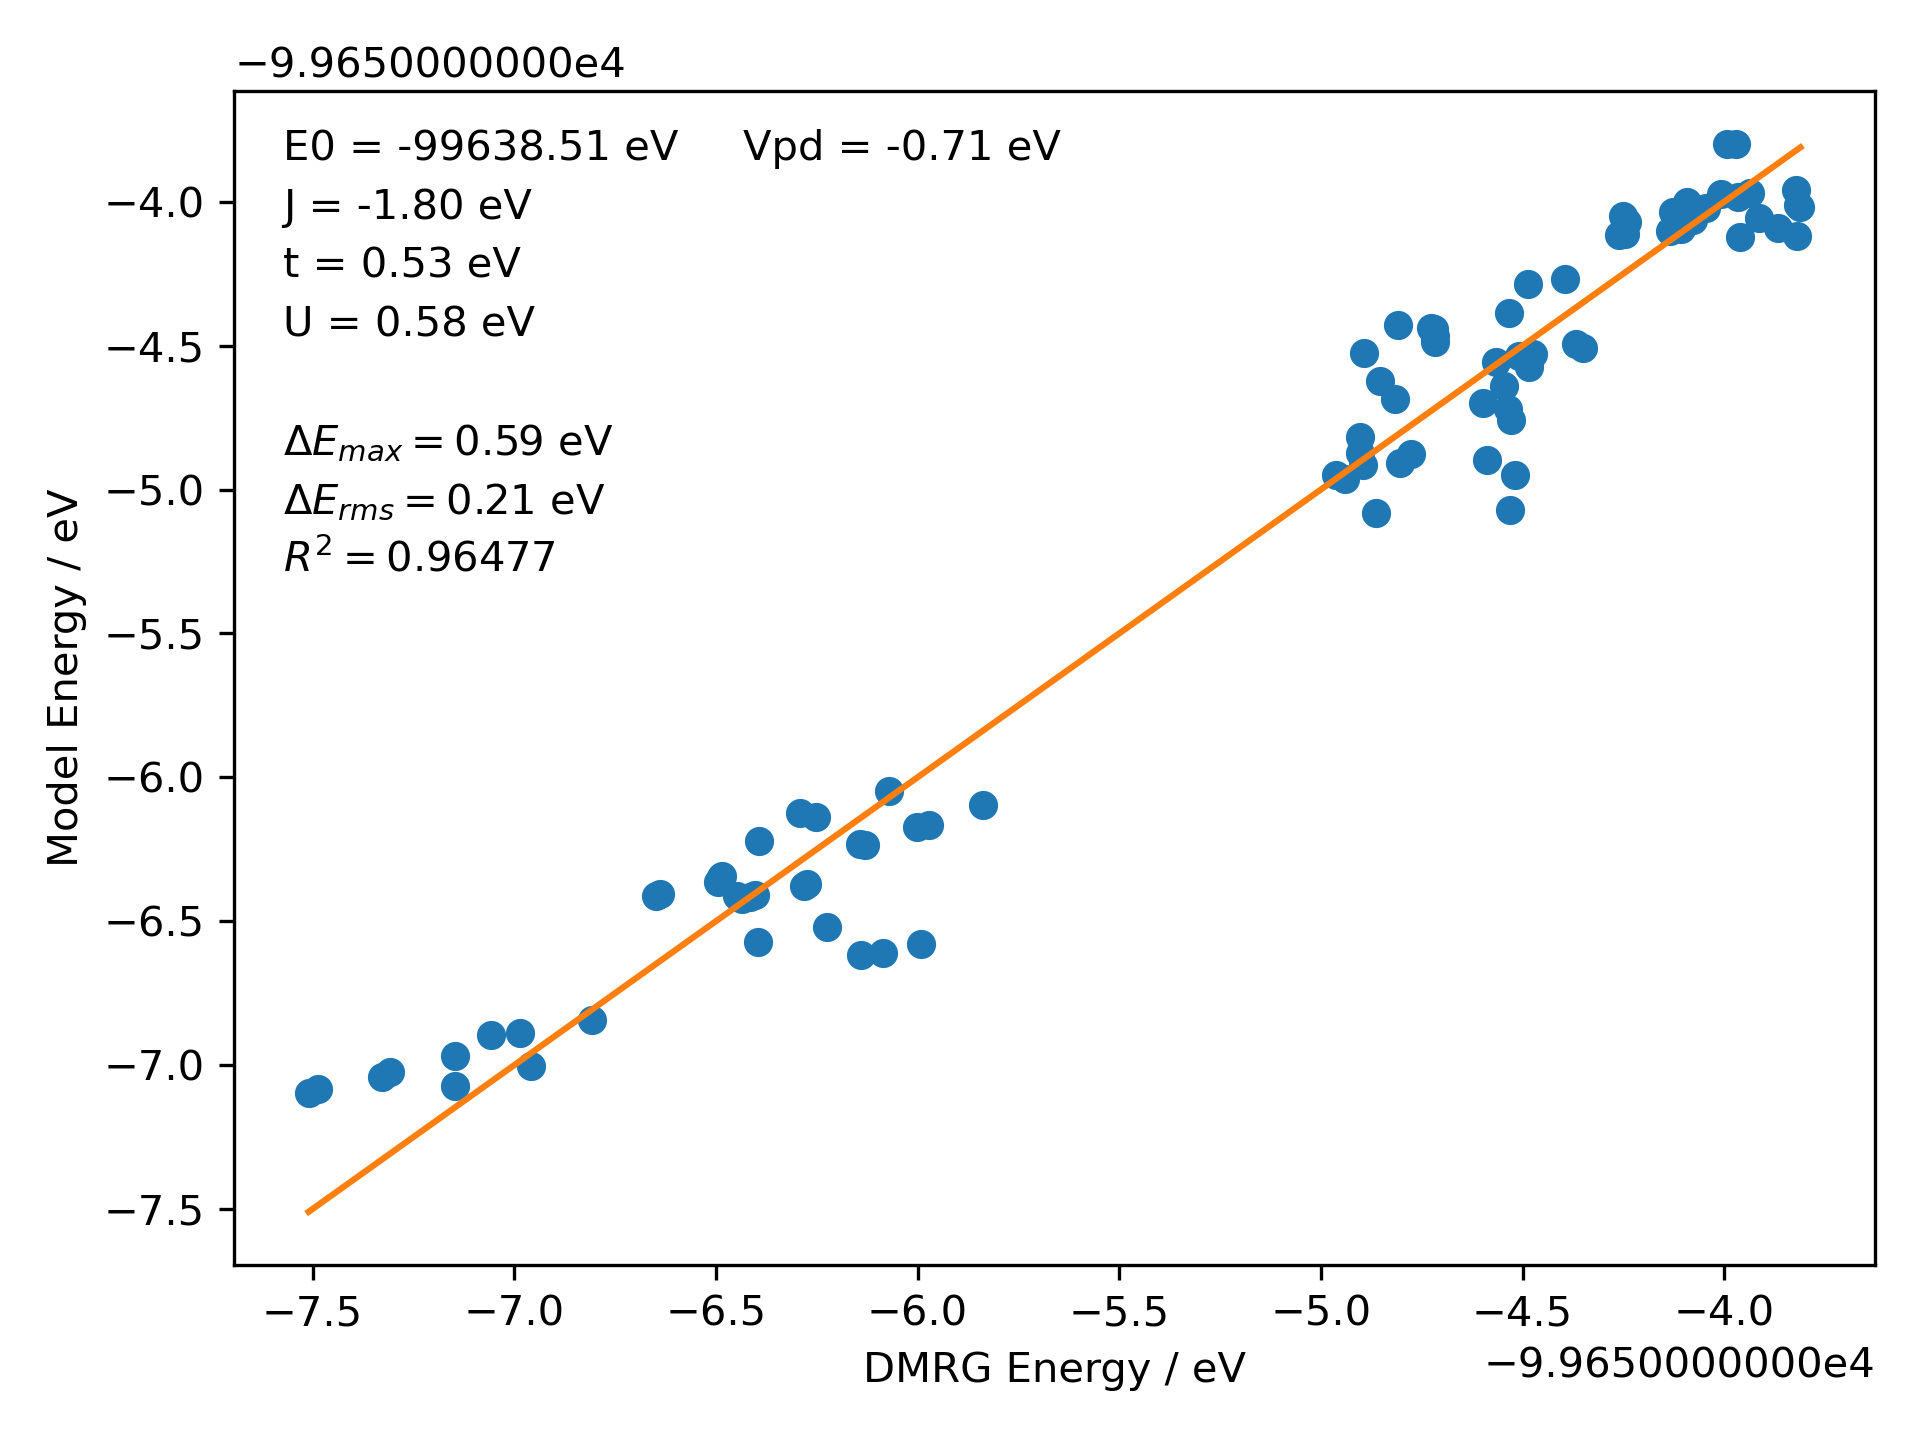 −9.9650000000e4
E0 = -99638.51 eV Vpd = -0.71 eV
J = -1.80 eV
t = 0.53 eV
U = 0.58 eV
ΔE_max = 0.59 eV
ΔE_rms = 0.21 eV
R² = 0.96477
−4.0
−4.5
−5.0
−5.5
−6.0
−6.5
−7.0
−7.5
Model Energy / eV
−7.5 −7.0 −6.5 −6.0 −5.5 −5.0 −4.5 −4.0
DMRG Energy / eV
−9.9650000000e4